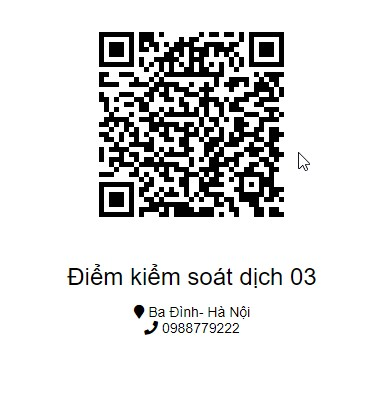 Điểm kiểm soát dịch 03
Ba Đình- Hà Nội
0988779222